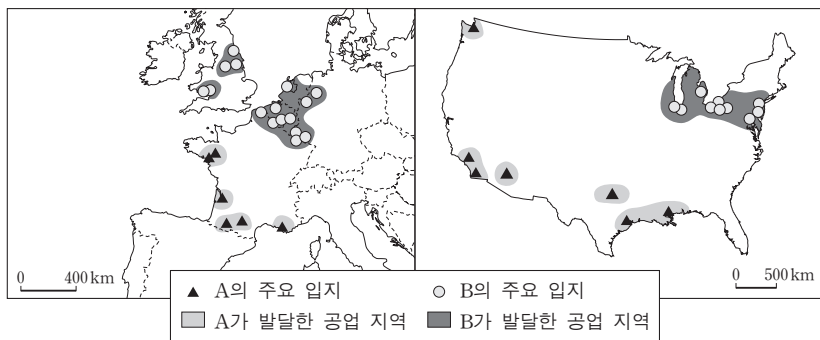 0 400 km
0 500 km
▲ A의 주요 입지 ○ B의 주요 입지
A가 발달한 공업 지역 B가 발달한 공업 지역